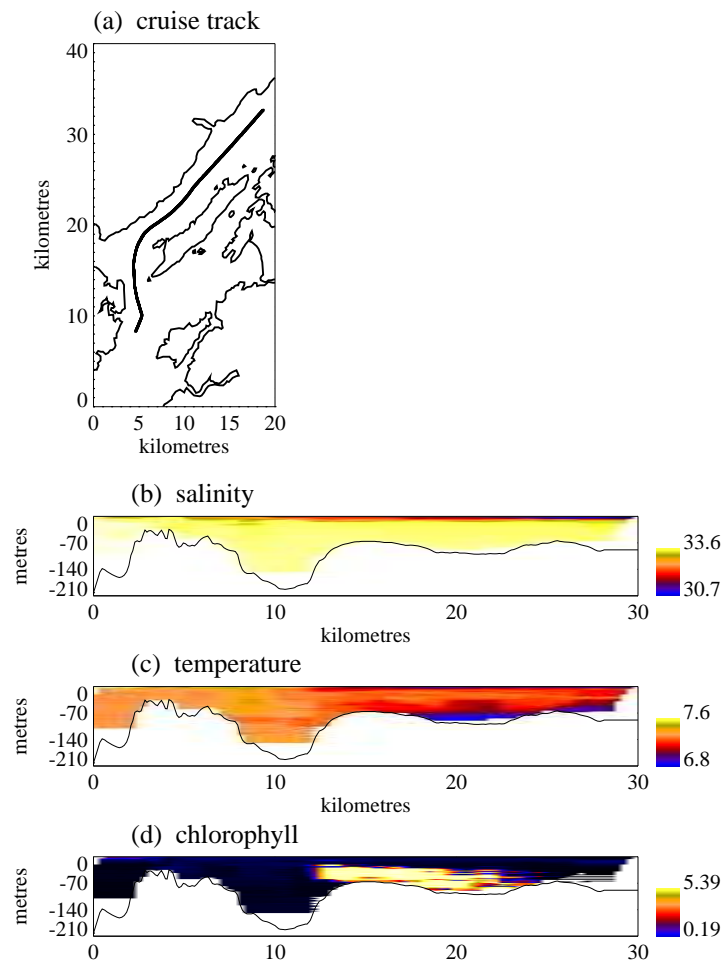 (a) cruise track
40
30
20
10
0
kilometres
0 5 10 15 20
kilometres
(b) salinity
0
-70
-140
-210
metres
0 10 20 30
kilometres
33.6
30.7
(c) temperature
0
-70
-140
-210
metres
0 10 20 30
kilometres
7.6
6.8
(d) chlorophyll
0
-70
-140
-210
metres
0 10 20 30
kilometres
5.39
0.19